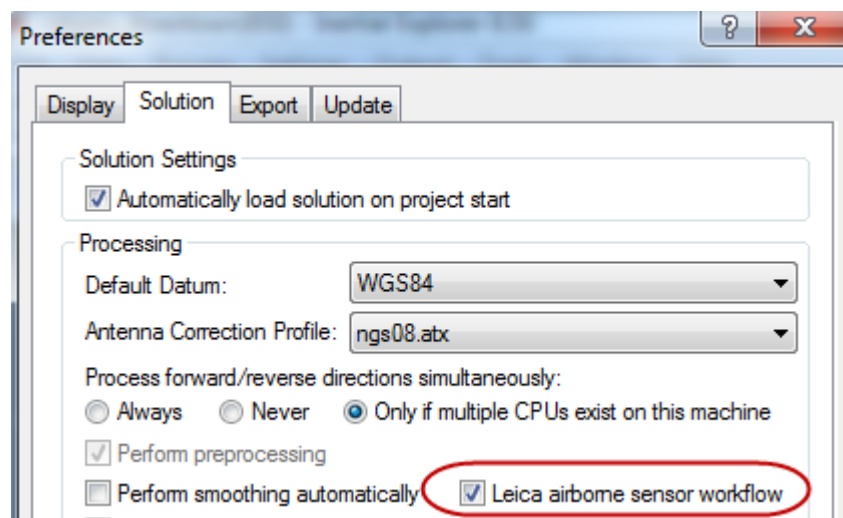 Preferences
Display Solution Export Update
Solution Settings
Automatically load solution on project start
Processing
Default Datum: WGS84
Antenna Correction Profile: ngs08.atx
Process forward/reverse directions simultaneously:
Always Never Only if multiple CPUs exist on this machine
Perform preprocessing
Perform smoothing automatically Leica airborne sensor workflow